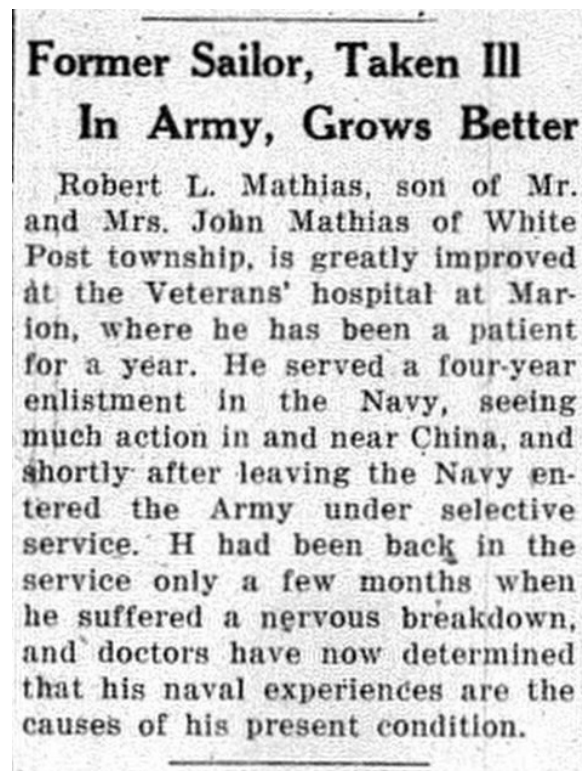 Former Sailor, Taken Ill
In Army, Grows Better
Robert L. Mathias, son of Mr.
and Mrs. John Mathias of White
Post township, is greatly improved
at the Veterans' hospital at Mar-
ion, where he has been a patient
for a year. He served a four-year
enlistment in the Navy, seeing
much action in and near China, and
shortly after leaving the Navy en-
tered the Army under selective
service. H had been back in the
service only a few months when
he suffered a nervous breakdown,
and doctors have now determined
that his naval experiences are the
causes of his present condition.